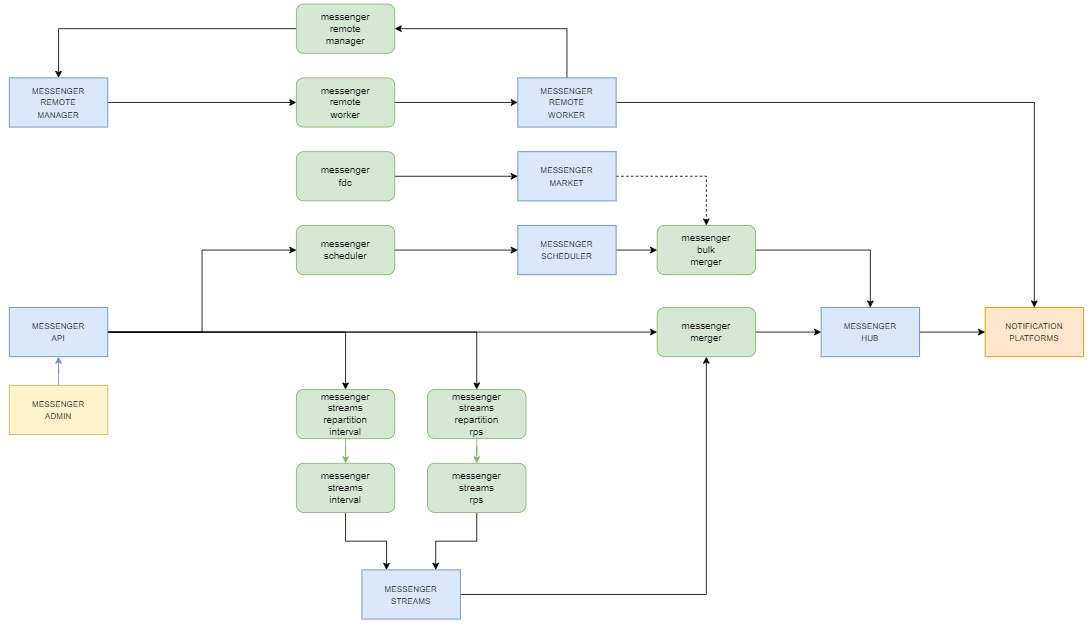 messenger
remote
manager
MESSENGER
REMOTE
MANAGER
messenger
remote
worker
MESSENGER
REMOTE
WORKER
messenger
fdc
MESSENGER
MARKET
messenger
scheduler
MESSENGER
SCHEDULER
messenger
bulk
merger
MESSENGER
API
messenger
merger
MESSENGER
HUB
NOTIFICATION
PLATFORMS
MESSENGER
ADMIN
messenger
streams
repartition
interval
messenger
streams
repartition
rps
messenger
streams
interval
messenger
streams
rps
MESSENGER
STREAMS